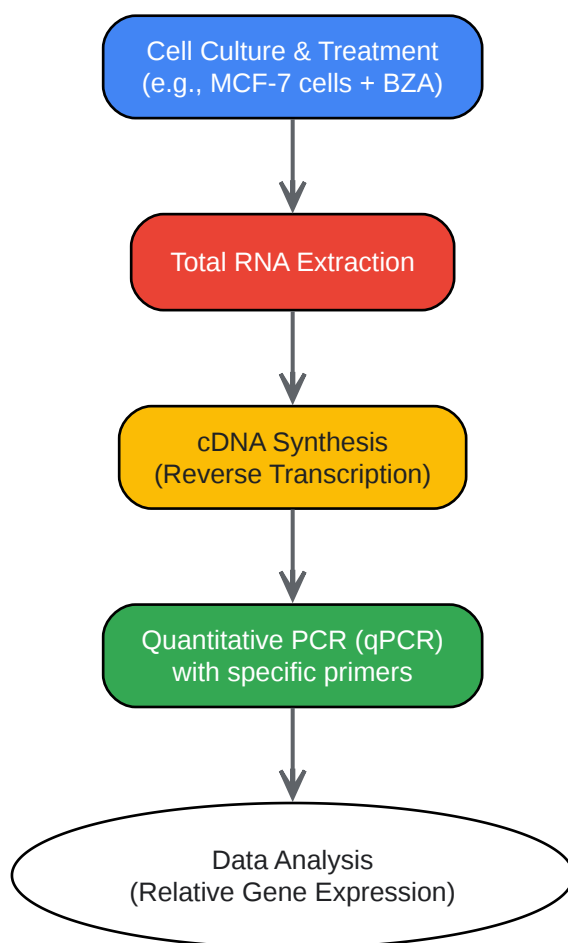 Cell Culture & Treatment
(e.g., MCF-7 cells + BZA)
Total RNA Extraction
cDNA Synthesis
(Reverse Transcription)
Quantitative PCR (qPCR)
with specific primers
Data Analysis
(Relative Gene Expression)